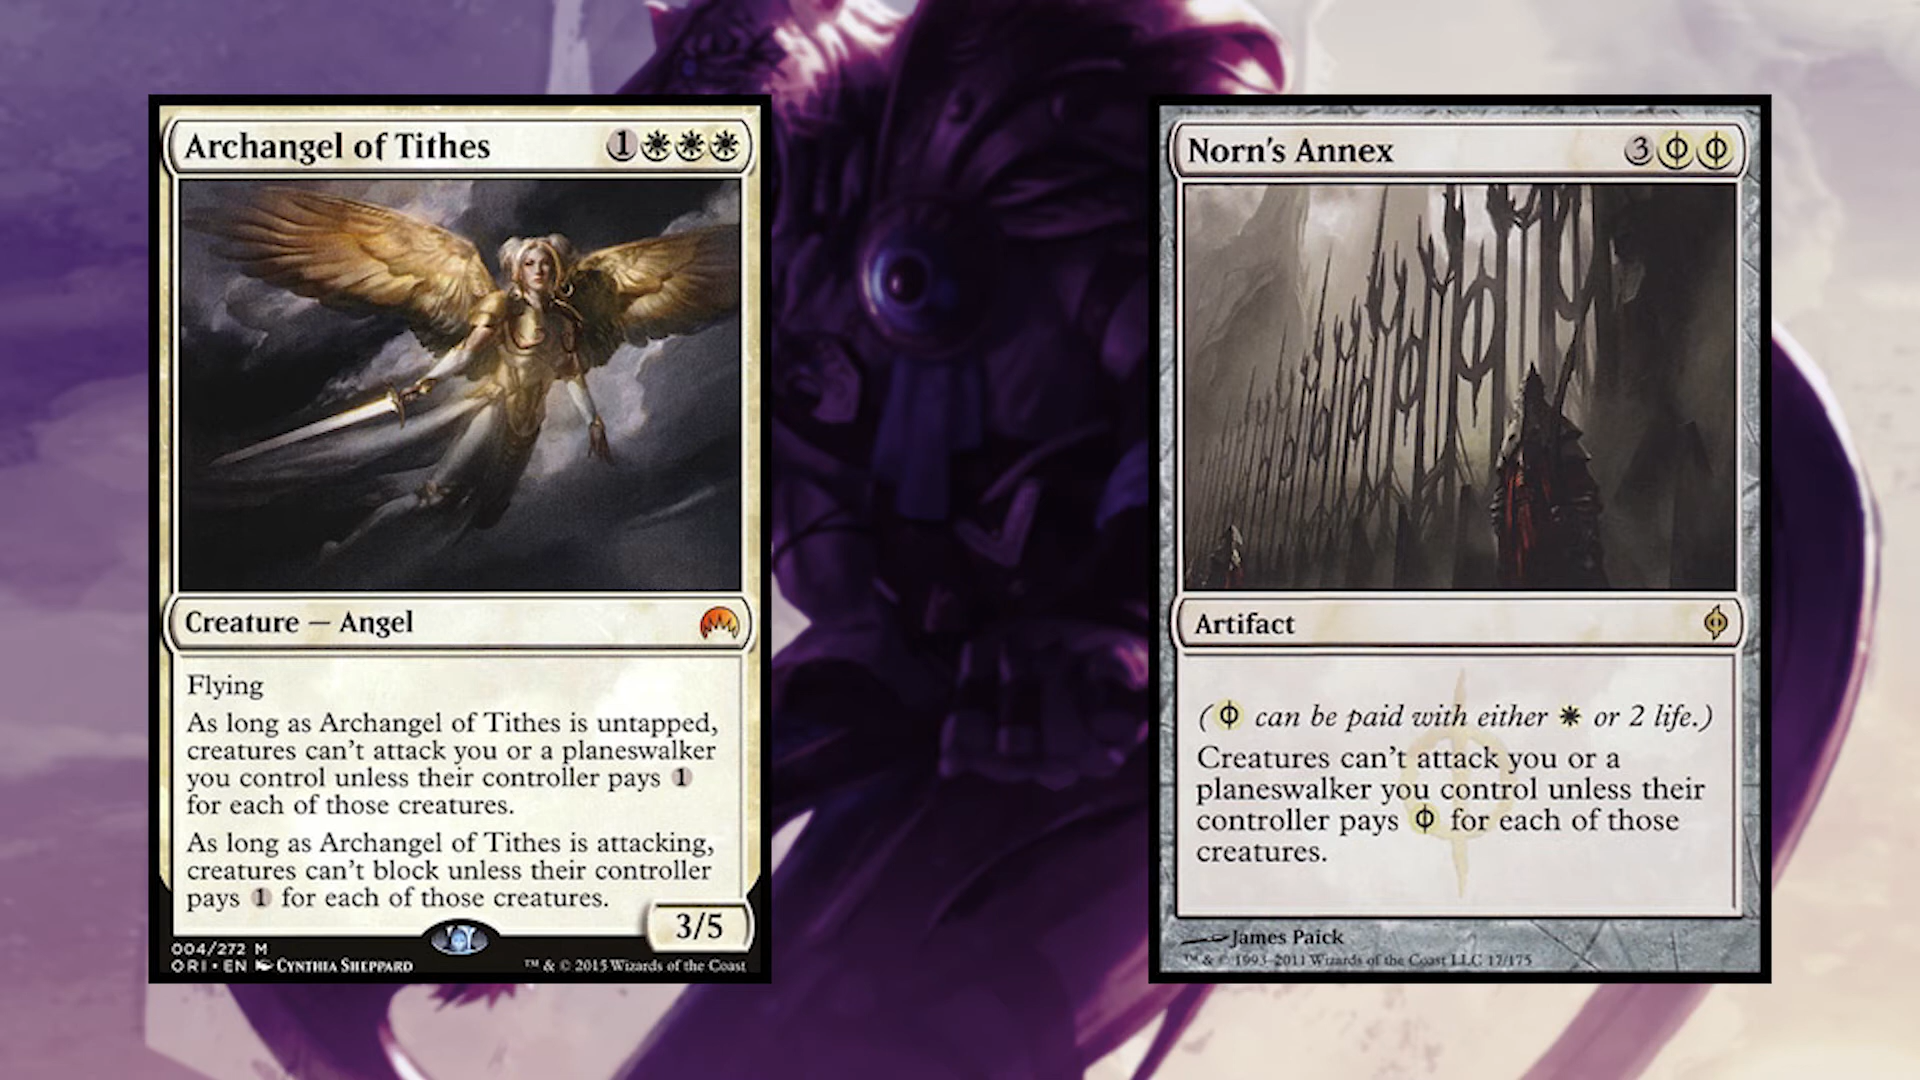 Archangel of Tithes 1
Creature — Angel
Flying
As long as Archangel of Tithes is untapped,
creatures can't attack you or a planeswalker
you control unless their controller pays 1
for each of those creatures.
As long as Archangel of Tithes is attacking,
creatures can't block unless their controller
pays 1 for each of those creatures.
3/5
004/272 M
ORI • EN Cynthia Sheppard
™ & © 2015 Wizards of the Coast
Norn's Annex 3
Artifact
( can be paid with either or 2 life.)
Creatures can't attack you or a
planeswalker you control unless their
controller pays for each of those
creatures.
James Paick
™ & © 1993–2011 Wizards of the Coast LLC 17/175